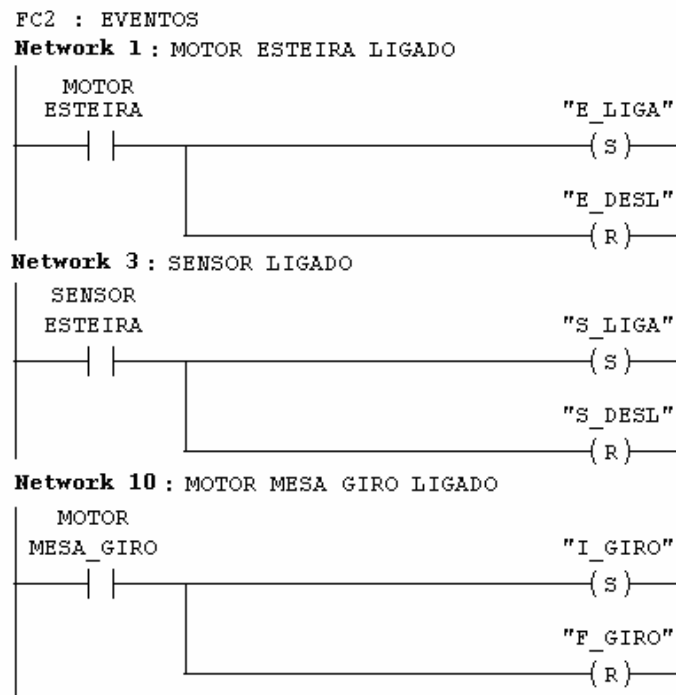 FC2 : EVENTOS
Network 1 : MOTOR ESTEIRA LIGADO
MOTOR
ESTEIRA
"E_LIGA"
(S)
"E_DESL"
(R)
Network 3 : SENSOR LIGADO
SENSOR
ESTEIRA
"S_LIGA"
(S)
"S_DESL"
(R)
Network 10 : MOTOR MESA GIRO LIGADO
MOTOR
MESA_GIRO
"I_GIRO"
(S)
"F_GIRO"
(R)